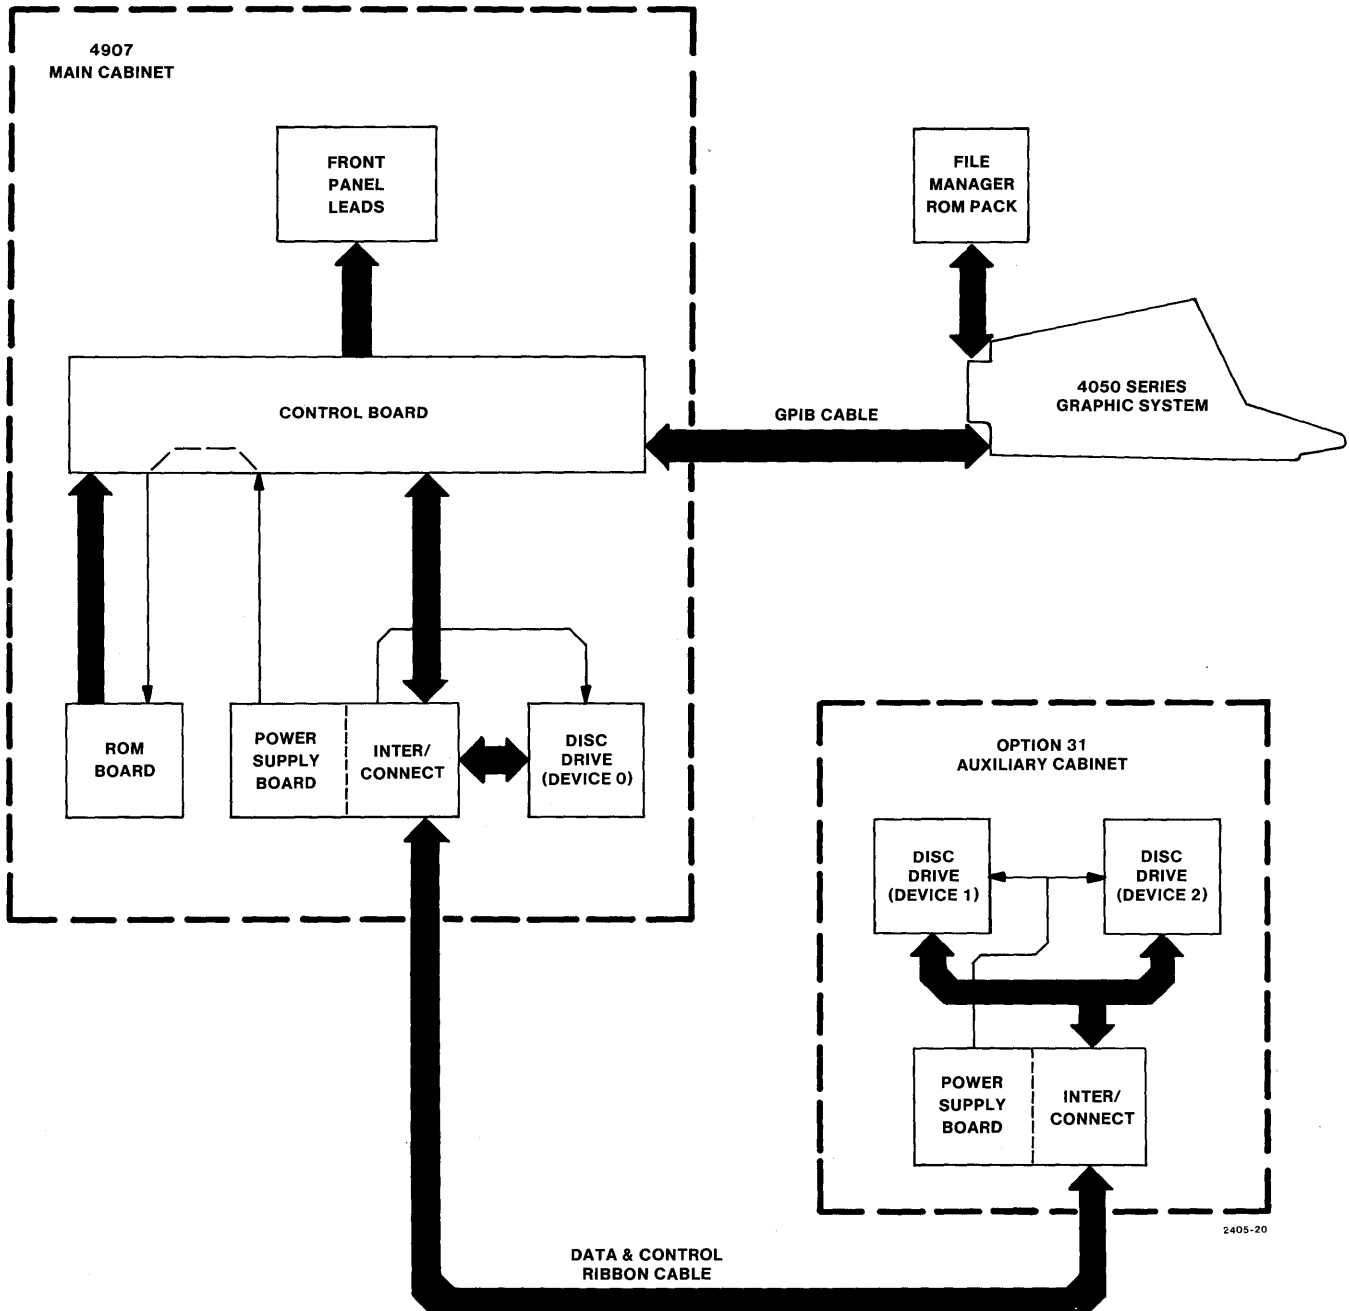 4907
MAIN CABINET
FRONT
PANEL
LEADS
FILE
MANAGER
ROM PACK
CONTROL BOARD
GPIB CABLE
4050 SERIES
GRAPHIC SYSTEM
ROM
BOARD
POWER
SUPPLY
BOARD
INTER/
CONNECT
DISC
DRIVE
(DEVICE 0)
OPTION 31
AUXILIARY CABINET
DISC
DRIVE
(DEVICE 1)
DISC
DRIVE
(DEVICE 2)
POWER
SUPPLY
BOARD
INTER/
CONNECT
2405-20
DATA & CONTROL
RIBBON CABLE